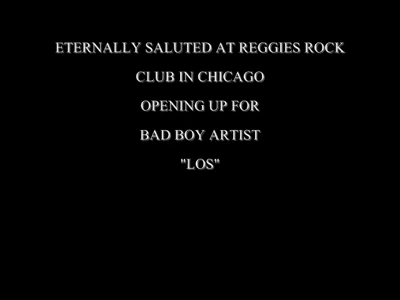 ETERNALLY SALUTED AT REGGIES ROCK
CLUB IN CHICAGO
OPENING UP FOR
BAD BOY ARTIST
"LOS"